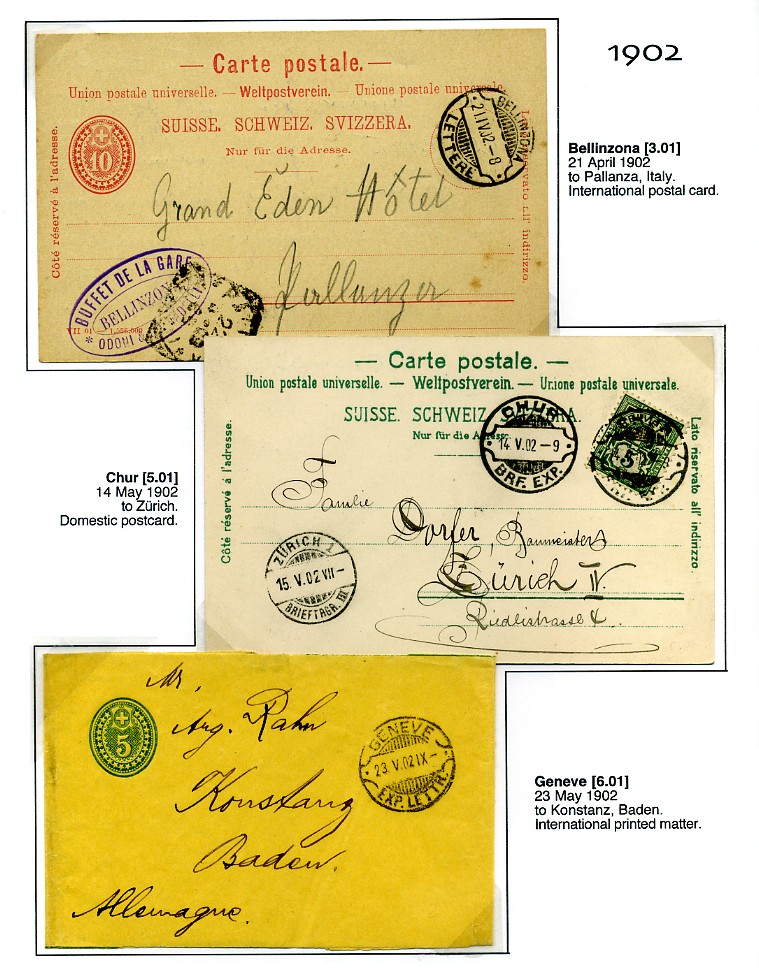 1902
— Carte postale. —
Union postale universelle. — Weltpostverein. — Unione postale universale.
SUISSE. SCHWEIZ. SVIZZERA.
Nur für die Adresse.
Côté réservé à l'adresse.
Lato riservato all' indirizzo.
10
BELLINZONA
21 IV 02 – 8
LETTERE
Grand Éden Hôtel
Pallanza
BUFFET DE LA GARE
BELLINZONA
VII 01
Bellinzona [3.01]
21 April 1902
to Pallanza, Italy.
International postal card.
— Carte postale. —
Union postale universelle. — Weltpostverein. — Unione postale universale.
SUISSE. SCHWEIZ. SVIZZERA.
Nur für die Adresse.
Côté réservé à l'adresse.
Lato riservato all' indirizzo.
CHUR
14. V. 02 – 9
BRF. EXP.
5
Familie
Dorfer, Baumeisters
Zürich IV
Riedlistrasse 4.
ZÜRICH 1
15. V. 02 VII –
BRIEFTRGR. III
Chur [5.01]
14 May 1902
to Zürich.
Domestic postcard.
5
Mr.
Arg. Rahn
Konstanz
Baden.
Allemagne.
GENEVE
23. V. 02 IX –
EXP. LETTR.
Geneve [6.01]
23 May 1902
to Konstanz, Baden.
International printed matter.